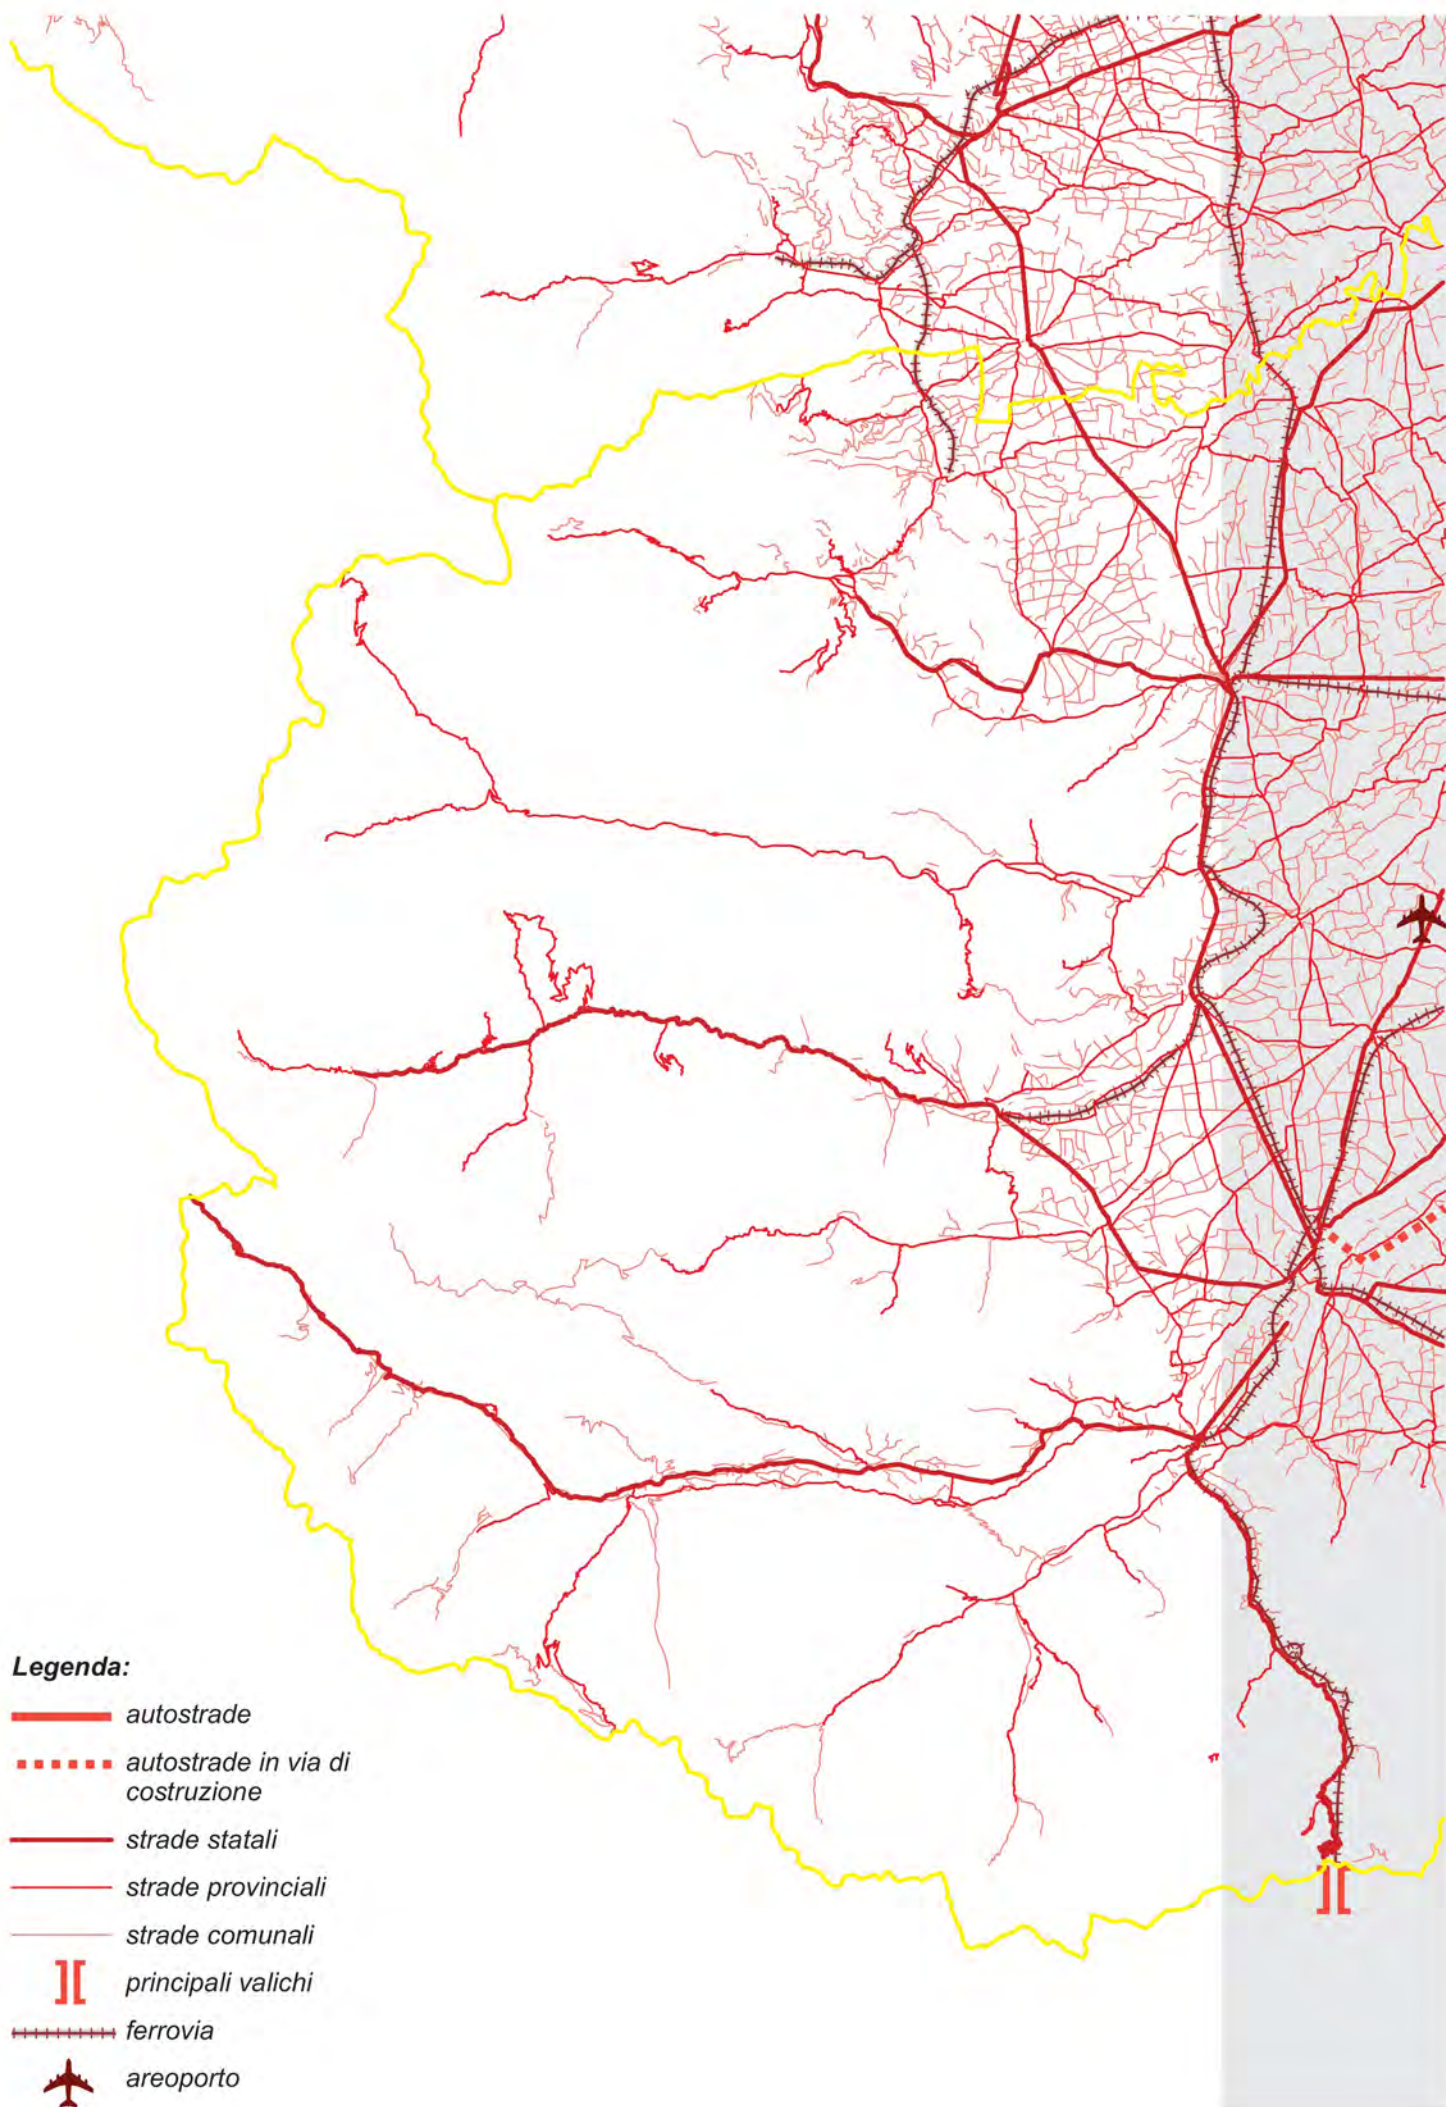 Legenda:
autostrade
autostrade in via di
costruzione
strade statali
strade provinciali
strade comunali
principali valichi
ferrovia
areoporto